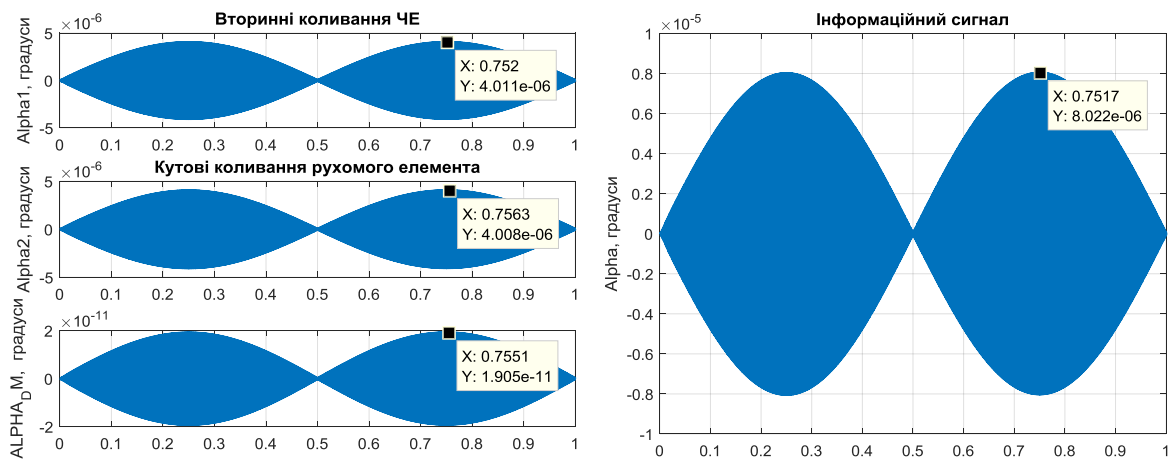 Вторинні коливання ЧЕ
×10^-6
Alpha1, градуси
5
0
-5
X: 0.752
Y: 4.011e-06
0 0.1 0.2 0.3 0.4 0.5 0.6 0.7 0.8 0.9 1
Кутові коливання рухомого елемента
×10^-6
Alpha2, градуси
5
0
-5
X: 0.7563
Y: 4.008e-06
0 0.1 0.2 0.3 0.4 0.5 0.6 0.7 0.8 0.9 1
×10^-11
ALPHA_DM, градуси
2
0
-2
X: 0.7551
Y: 1.905e-11
0 0.1 0.2 0.3 0.4 0.5 0.6 0.7 0.8 0.9 1
Інформаційний сигнал
×10^-5
Alpha, градуси
1
0.8
0.6
0.4
0.2
0
-0.2
-0.4
-0.6
-0.8
-1
X: 0.7517
Y: 8.022e-06
0 0.1 0.2 0.3 0.4 0.5 0.6 0.7 0.8 0.9 1